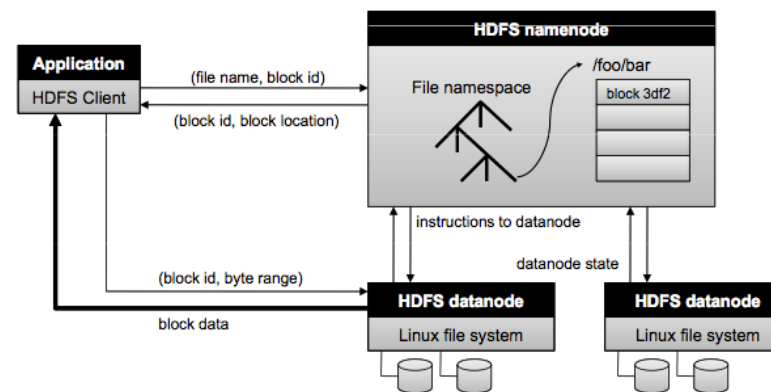 HDFS namenode
Application
HDFS Client
(file name, block id)
(block id, block location)
File namespace
/foo/bar
block 3df2
instructions to datanode
datanode state
(block id, byte range)
block data
HDFS datanode
Linux file system
HDFS datanode
Linux file system